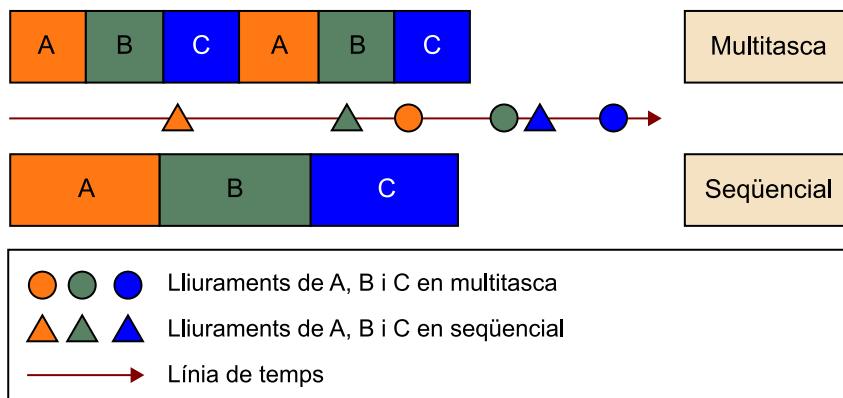 A B C A B C Multitasca
A B C Seqüencial
Lliuraments de A, B i C en multitasca
Lliuraments de A, B i C en seqüencial
Línia de temps